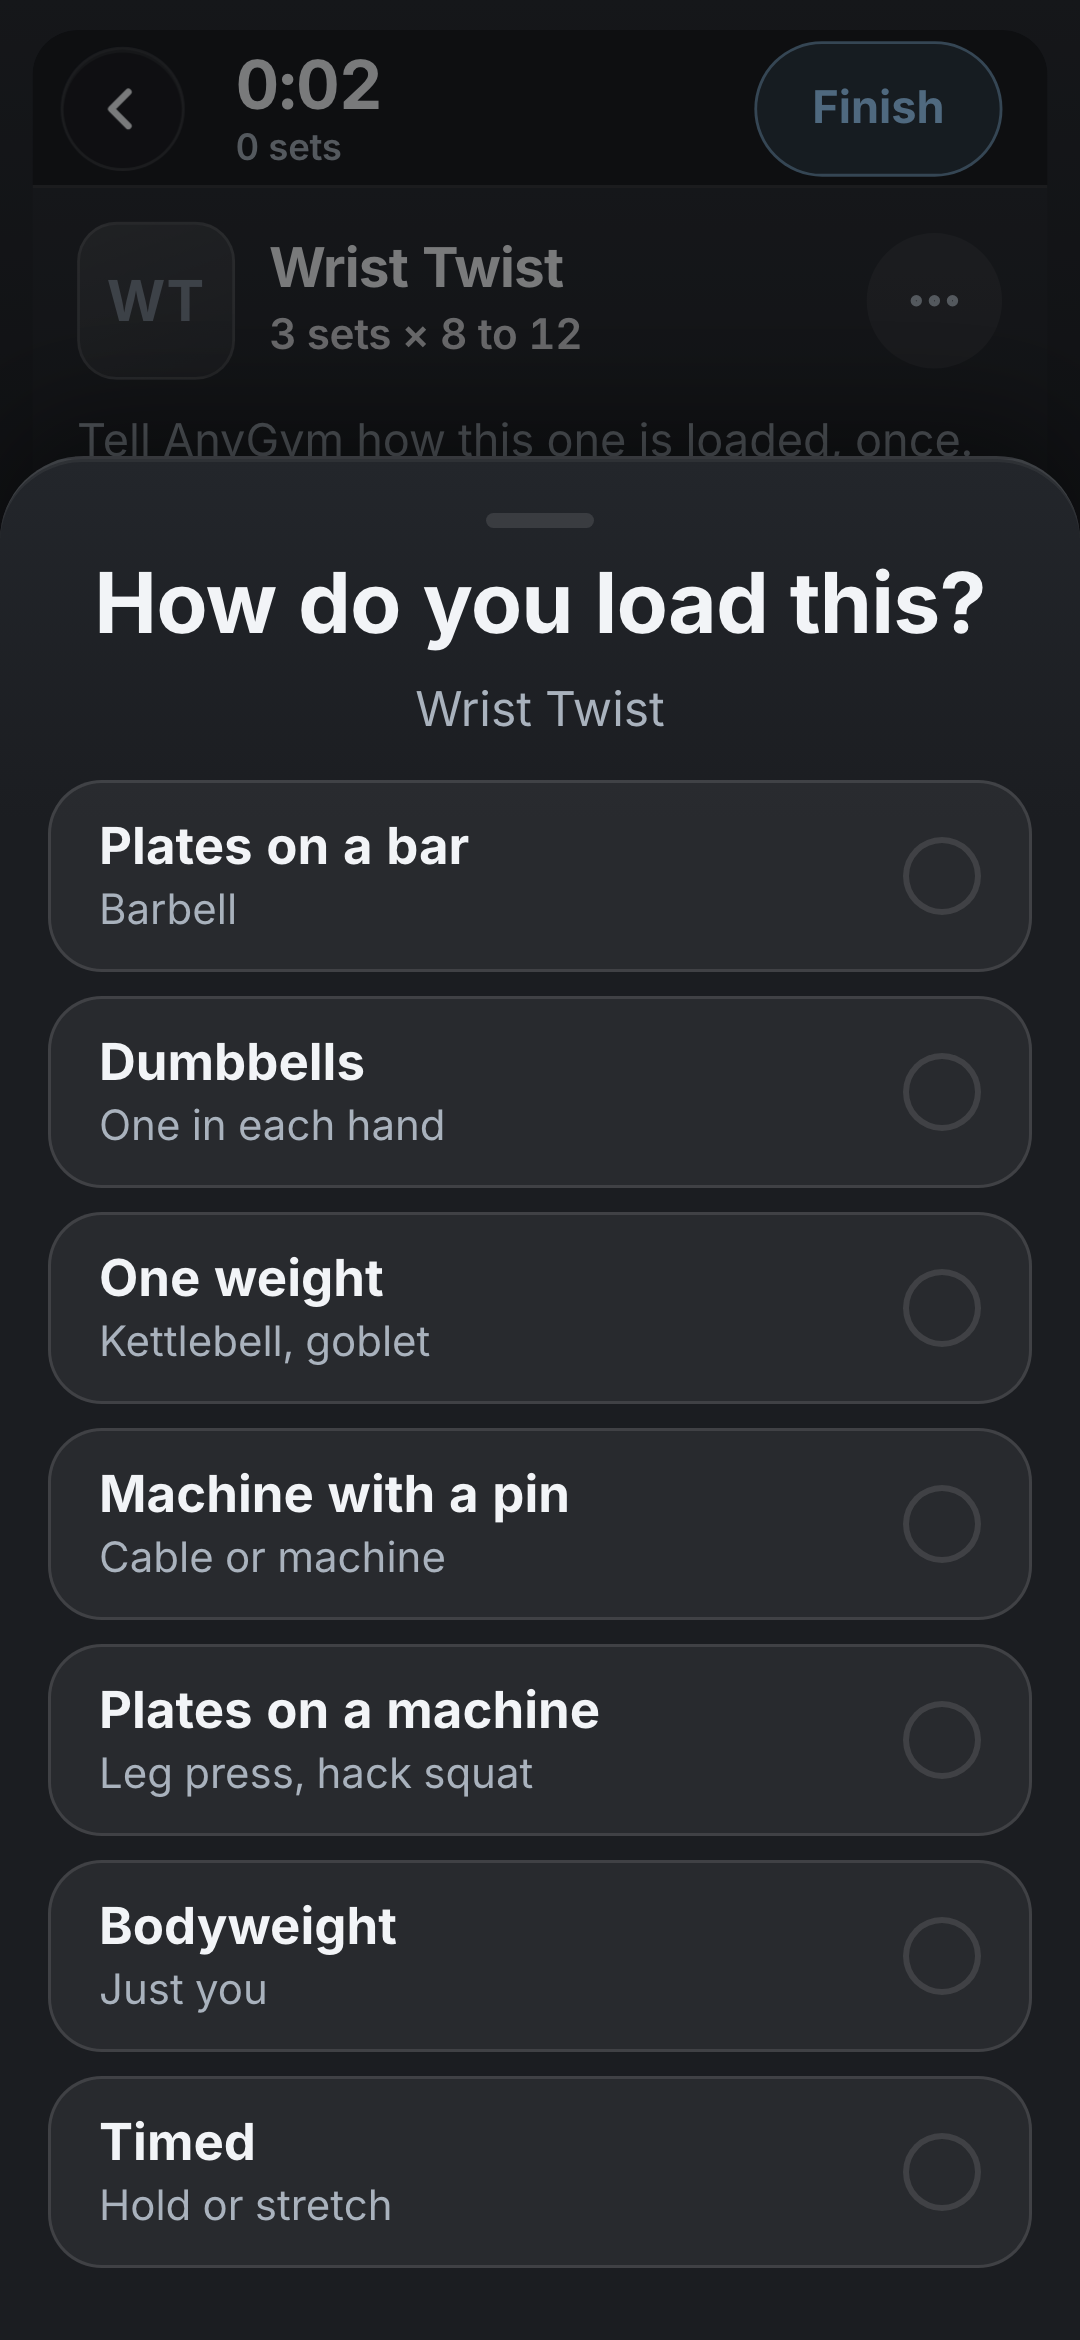 0:02
0 sets
Finish
WT
Wrist Twist
3 sets × 8 to 12
Tell AnyGym how this one is loaded, once.
How do you load this?
Wrist Twist
Plates on a bar
Barbell
Dumbbells
One in each hand
One weight
Kettlebell, goblet
Machine with a pin
Cable or machine
Plates on a machine
Leg press, hack squat
Bodyweight
Just you
Timed
Hold or stretch